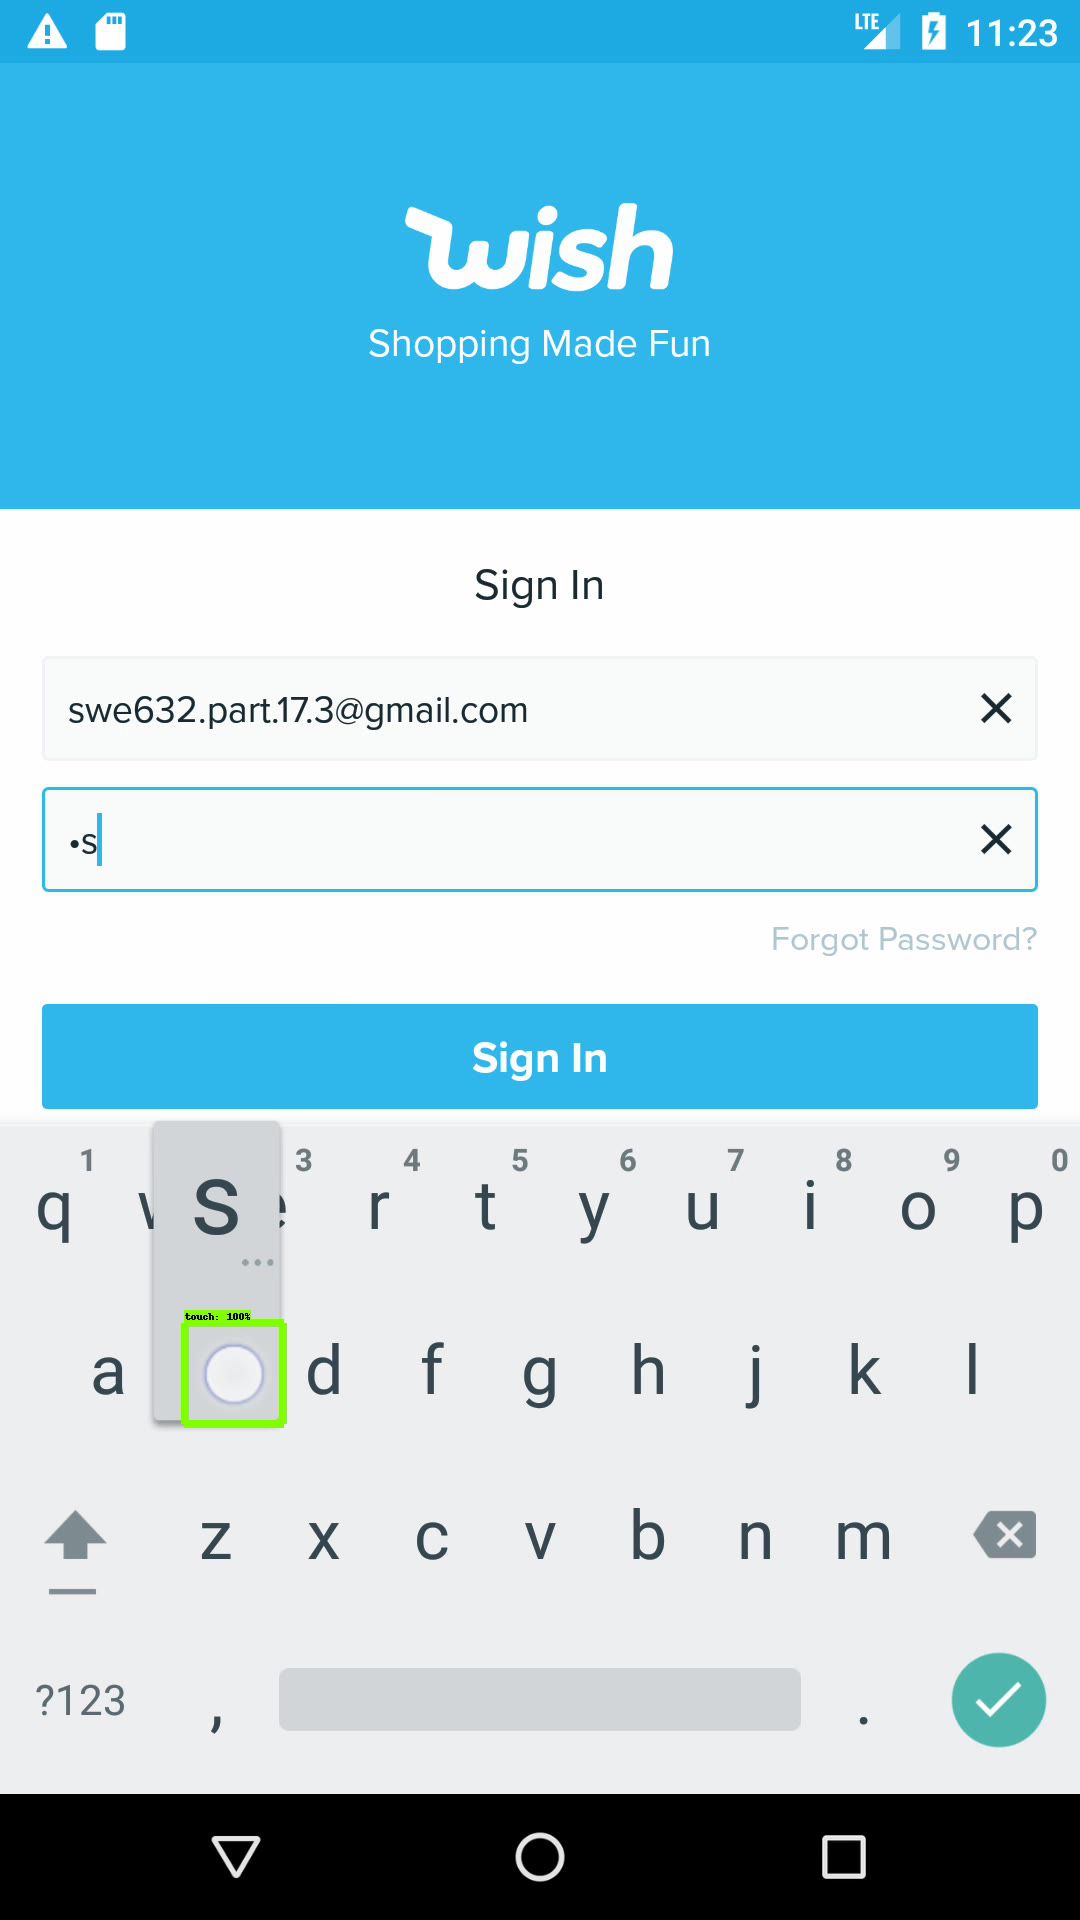 LTE 11:23
wish
Shopping Made Fun
Sign In
swe632.part.17.3@gmail.com
•s
Forgot Password?
Sign In
1 3 4 5 6 7 8 9 0
q w e r t y u i o p
S
...
touch: 100%
a d f g h j k l
z x c v b n m
?123 , .